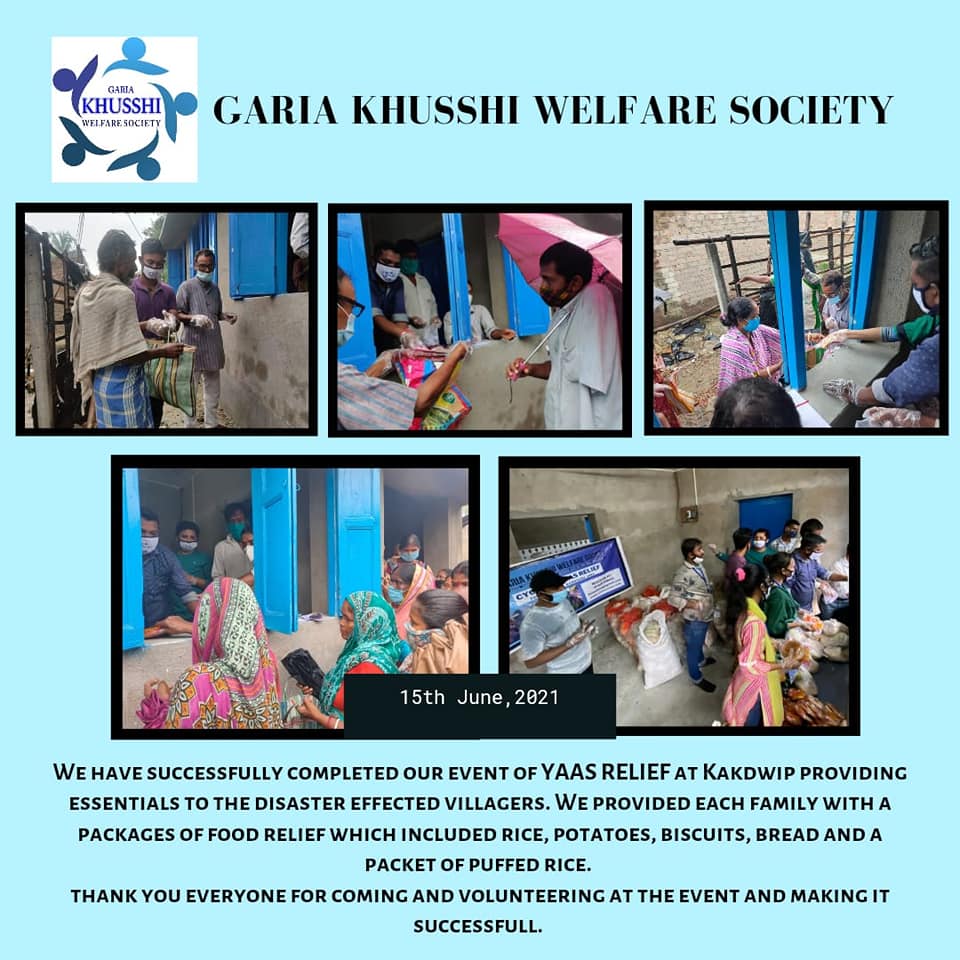 GARIA
KHUSSHI
WELFARE SOCIETY
GARIA KHUSSHI WELFARE SOCIETY
KHUSSHI WELFARE
RELIEF
15th June,2021
WE HAVE SUCCESSFULLY COMPLETED OUR EVENT OF YAAS RELIEF AT KAKDWIP PROVIDING
ESSENTIALS TO THE DISASTER EFFECTED VILLAGERS. WE PROVIDED EACH FAMILY WITH A
PACKAGES OF FOOD RELIEF WHICH INCLUDED RICE, POTATOES, BISCUITS, BREAD AND A
PACKET OF PUFFED RICE.
THANK YOU EVERYONE FOR COMING AND VOLUNTEERING AT THE EVENT AND MAKING IT
SUCCESSFULL.